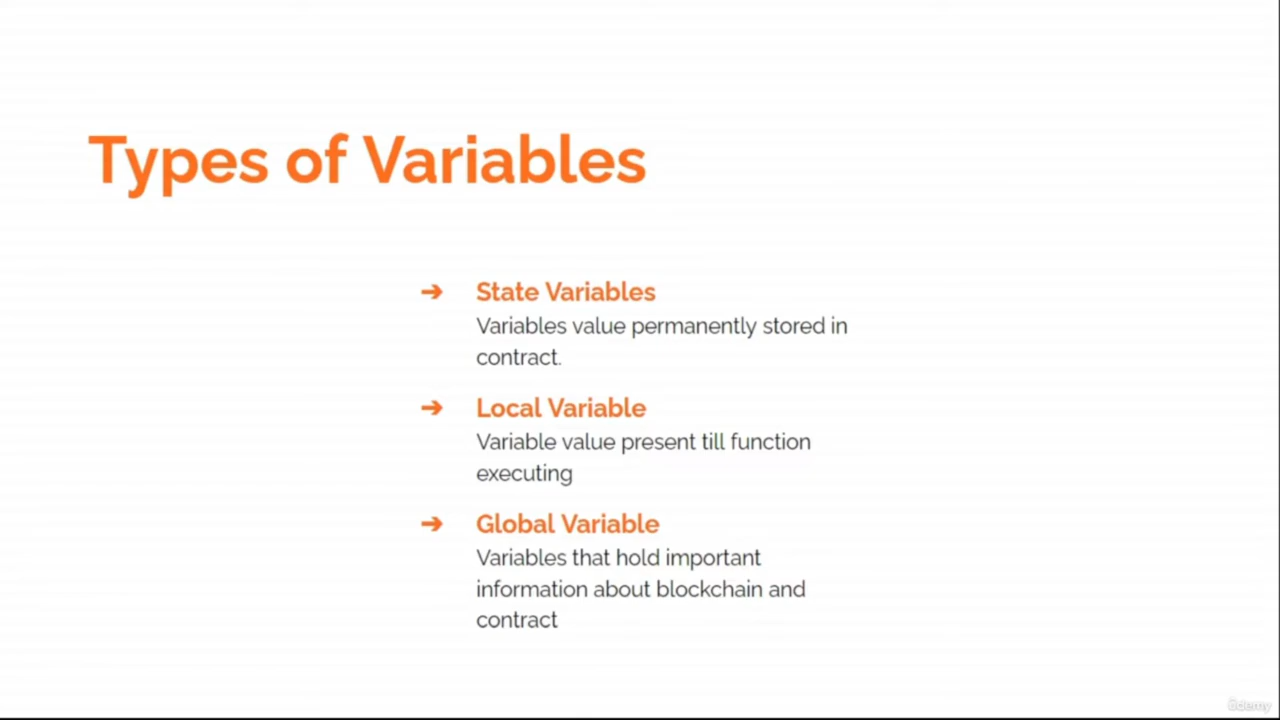 Types of Variables
➔ State Variables
Variables value permanently stored in
contract.
➔ Local Variable
Variable value present till function
executing
➔ Global Variable
Variables that hold important
information about blockchain and
contract
ûdemy